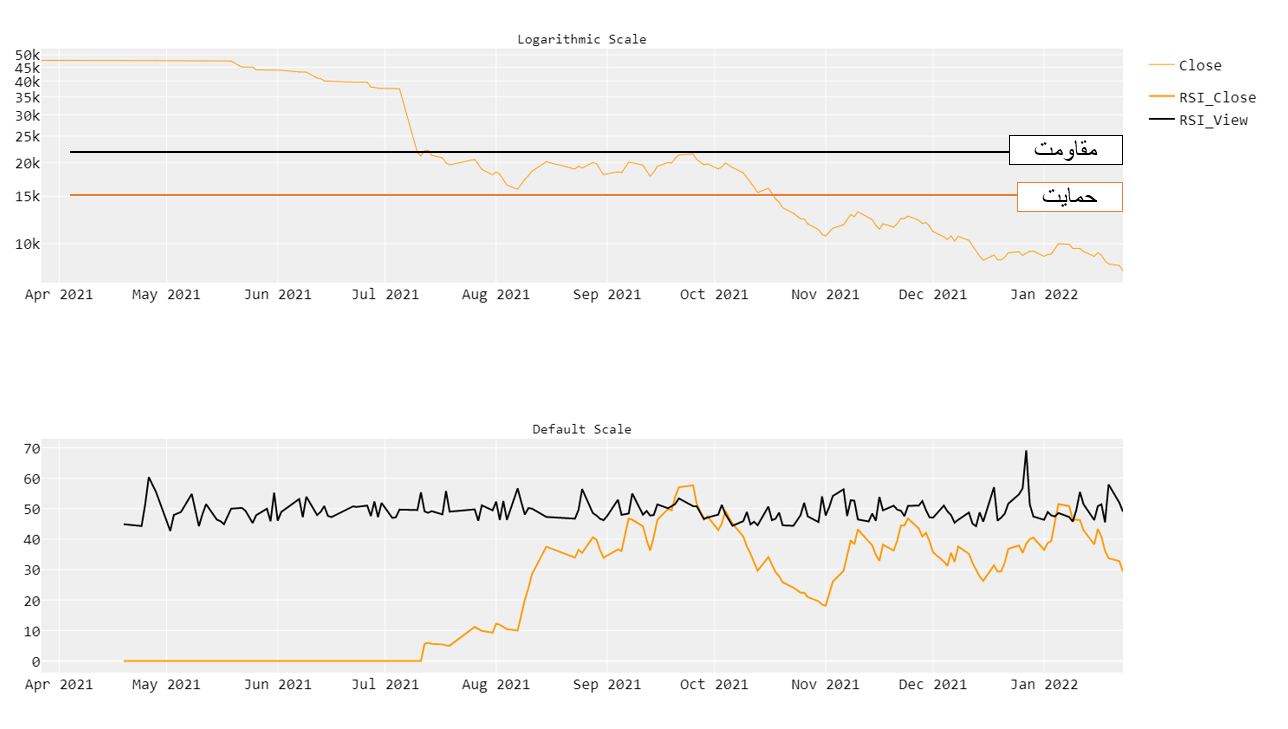 Logarithmic Scale
50k
45k
40k
35k
30k
25k
20k
15k
10k
مقاومت
حمایت
Apr 2021 May 2021 Jun 2021 Jul 2021 Aug 2021 Sep 2021 Oct 2021 Nov 2021 Dec 2021 Jan 2022
Close
RSI_Close
RSI_View
Default Scale
70
60
50
40
30
20
10
0
Apr 2021 May 2021 Jun 2021 Jul 2021 Aug 2021 Sep 2021 Oct 2021 Nov 2021 Dec 2021 Jan 2022